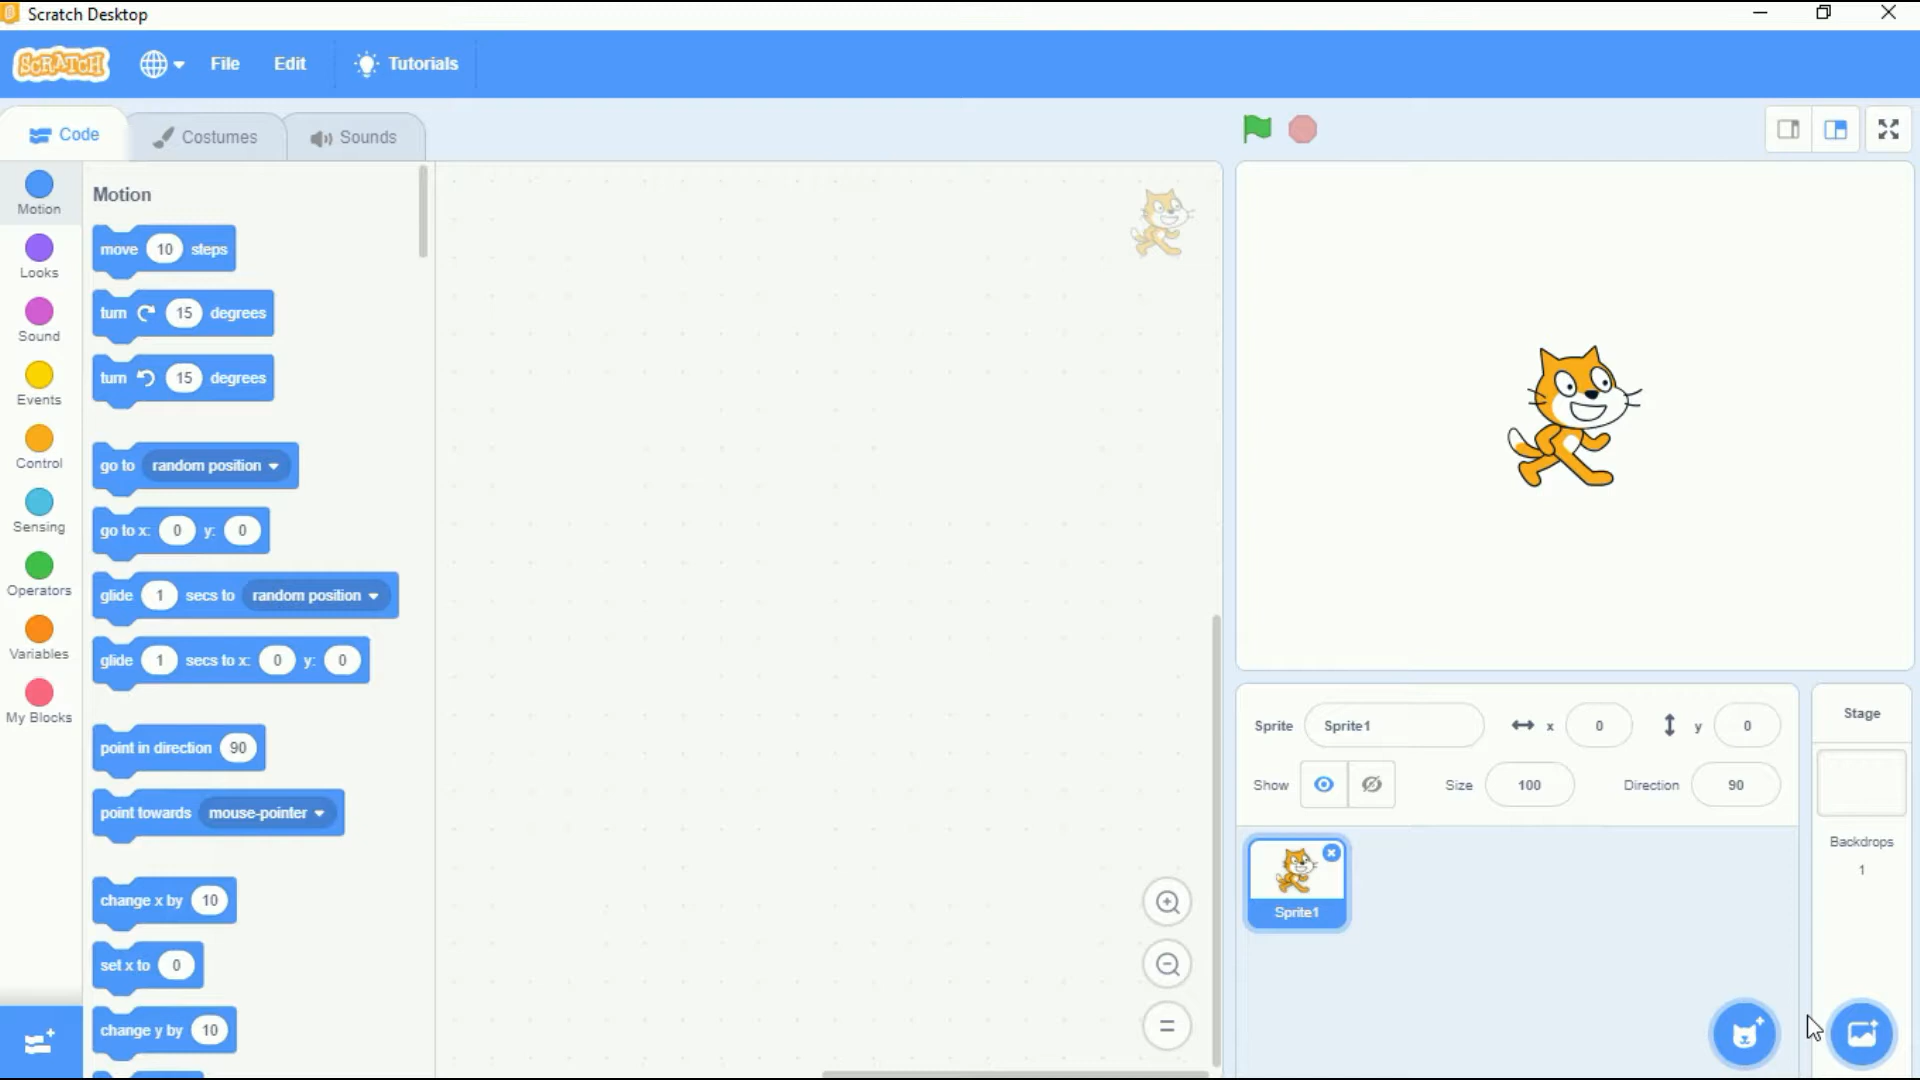 Scratch Desktop
SCRATCH File Edit Tutorials
Code Costumes Sounds
Motion
Looks
Sound
Events
Control
Sensing
Operators
Variables
My Blocks
Motion
move 10 steps
turn 15 degrees
turn 15 degrees
go to random position
go to x: 0 y: 0
glide 1 secs to random position
glide 1 secs to x: 0 y: 0
point in direction 90
point towards mouse-pointer
change x by 10
set x to 0
change y by 10
Sprite Sprite1 x 0 y 0
Show Size 100 Direction 90
Sprite1
Stage
Backdrops
1